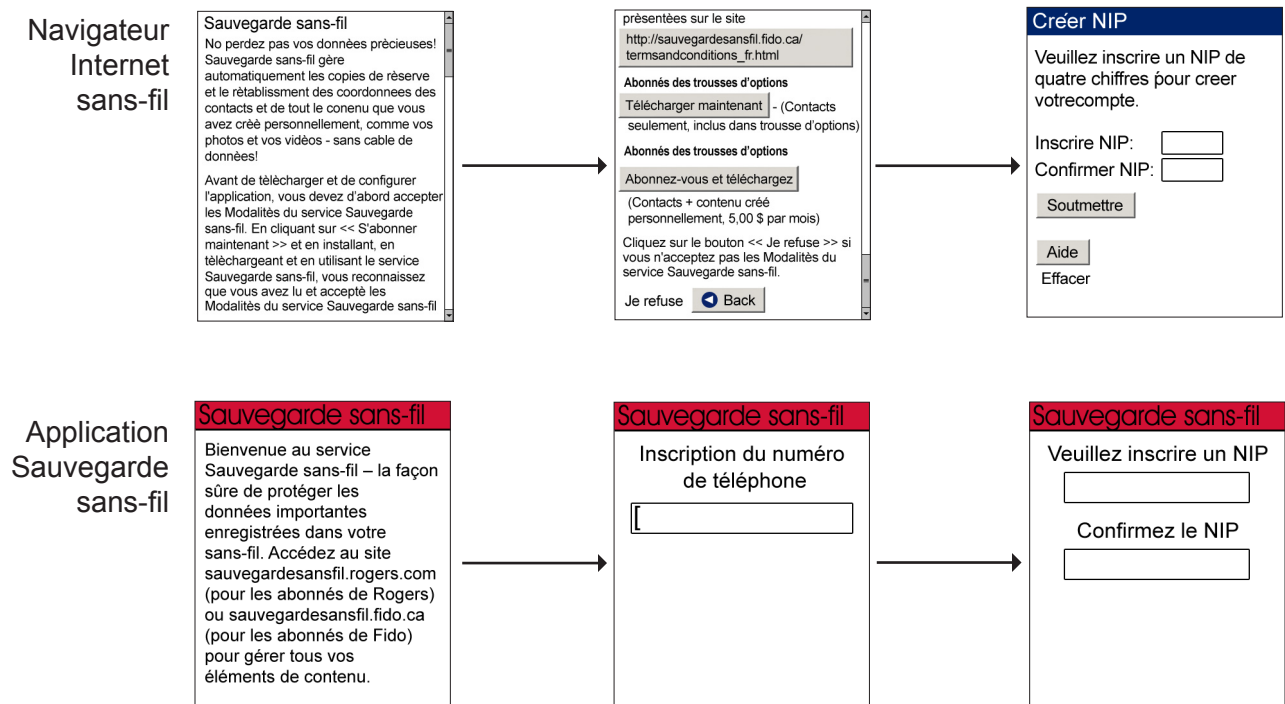 Navigateur
Internet
sans-fil
Sauvegarde sans-fil
No perdez pas vos donnèes prècieuses!
Sauvegarde sans-fil gère
automatiquement les copies de rèserve
et le rètablissment des coordonnees des
contacts et de tout le conenu que vous
avez crèè personnellement, comme vos
photos et vos vidèos - sans cable de
donnèes!
Avant de tèlècharger et de configurer
l'application, vous devez d'abord accepter
les Modalitès du service Sauvegarde
sans-fil. En cliquant sur << S'abonner
maintenant >> et en installant, en
tèlèchargeant et en utilisant le service
Sauvegarde sans-fil, vous reconnaissez
que vous avez lu et acceptè les
Modalitès du service Sauvegarde sans-fil
prèsentèes sur le site
http://sauvegardesansfil.fido.ca/
termsandconditions_fr.html
Abonnés des trousses d'options
Télécharger maintenant - (Contacts
seulement, inclus dans trousse d'options)
Abonnés des trousses d'options
Abonnez-vous et téléchargez
(Contacts + contenu créé
personnellement, 5,00 $ par mois)
Cliquez sur le bouton << Je refuse >> si
vous n'acceptez pas les Modalitès du
service Sauvegarde sans-fil.
Je refuse Back
Créer NIP
Veuillez inscrire un NIP de
quatre chiffres pour creer
votrecompte.
Inscrire NIP:
Confirmer NIP:
Soutmettre
Aide
Effacer
Application
Sauvegarde
sans-fil
Sauvegarde sans-fil
Bienvenue au service
Sauvegarde sans-fil – la façon
sûre de protéger les
données importantes
enregistrées dans votre
sans-fil. Accédez au site
sauvegardesansfil.rogers.com
(pour les abonnés de Rogers)
ou sauvegardesansfil.fido.ca
(pour les abonnés de Fido)
pour gérer tous vos
éléments de contenu.
Sauvegarde sans-fil
Inscription du numéro
de téléphone
[
Sauvegarde sans-fil
Veuillez inscrire un NIP
Confirmez le NIP